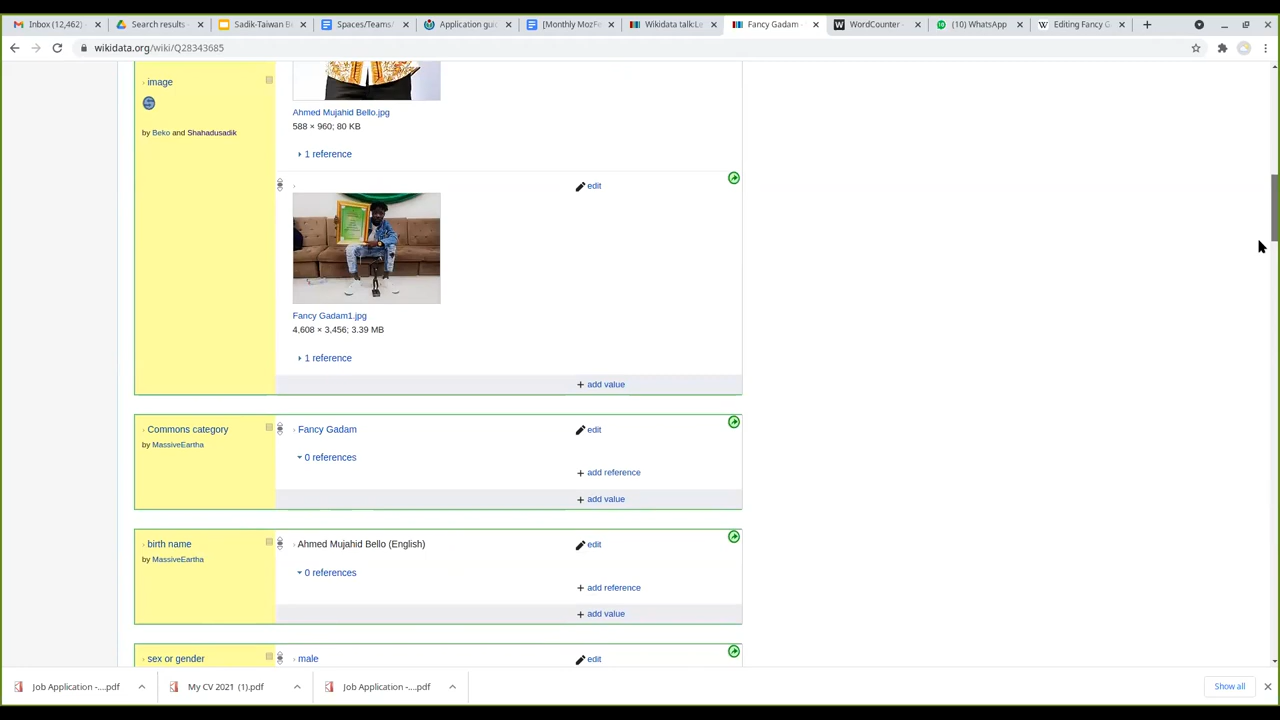 Inbox (12,462)
Search results
Sadik-Taiwan B
Spaces/Teams/
Application gui
[Monthly MozFe
Wikidata talk:Le
Fancy Gadam -
WordCounter -
(10) WhatsApp
Editing Fancy G
wikidata.org/wiki/Q28343685
image
by Beko and Shahadusadik
Ahmed Mujahid Bello.jpg
588 × 960; 80 KB
1 reference
edit
Fancy Gadam1.jpg
4,608 × 3,456; 3.39 MB
1 reference
+ add value
Commons category
by MassiveEartha
Fancy Gadam
edit
0 references
+ add reference
+ add value
birth name
by MassiveEartha
Ahmed Mujahid Bello (English)
edit
0 references
+ add reference
+ add value
sex or gender
male
edit
Job Application -....pdf
My CV 2021 (1).pdf
Job Application -....pdf
Show all